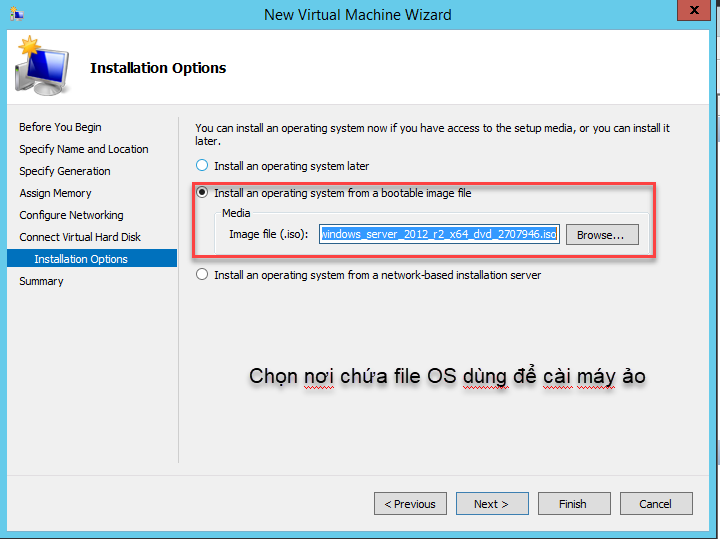 New Virtual Machine Wizard
x
Installation Options
Before You Begin
Specify Name and Location
Specify Generation
Assign Memory
Configure Networking
Connect Virtual Hard Disk
Installation Options
Summary
You can install an operating system now if you have access to the setup media, or you can install it
later.
Install an operating system later
Install an operating system from a bootable image file
Media
Image file (.iso): windows_server_2012_r2_x64_dvd_2707946.iso Browse...
Install an operating system from a network-based installation server
Chọn nơi chứa file OS dùng để cài máy ảo
< Previous Next > Finish Cancel